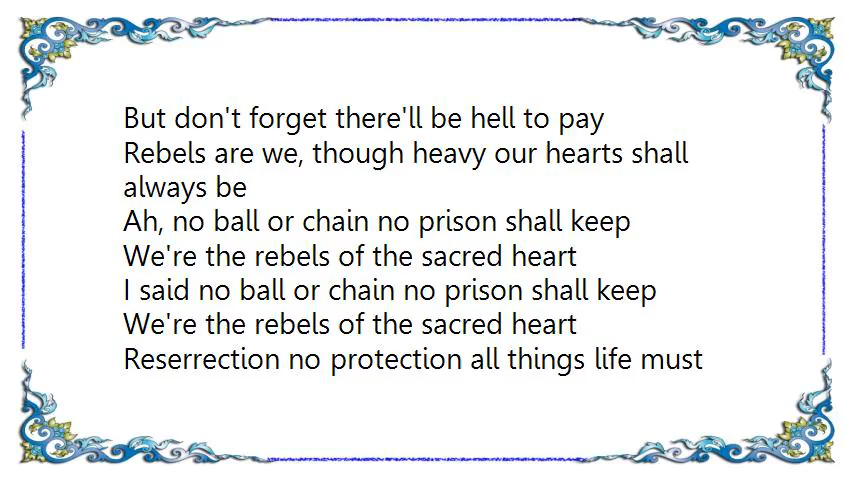 But don't forget there'll be hell to pay
Rebels are we, though heavy our hearts shall
always be
Ah, no ball or chain no prison shall keep
We're the rebels of the sacred heart
I said no ball or chain no prison shall keep
We're the rebels of the sacred heart
Reserrection no protection all things life must